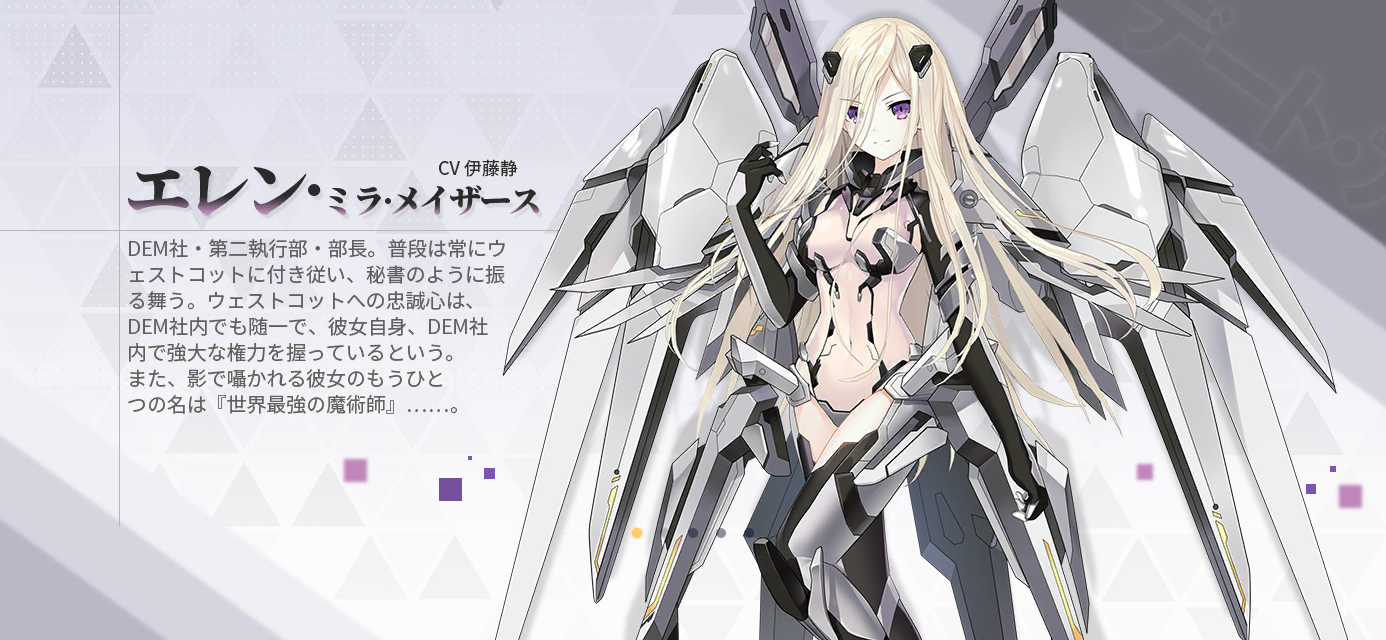 CV 伊藤静
エレン・ミラ・メイザース
DEM社・第二執行部・部長。普段は常にウ
ェストコットに付き従い、秘書のように振
る舞う。ウェストコットへの忠誠心は、
DEM社内でも随一で、彼女自身、DEM社
内で強大な権力を握っているという。
また、影で囁かれる彼女のもうひと
つの名は『世界最強の魔術師』……。
デート・